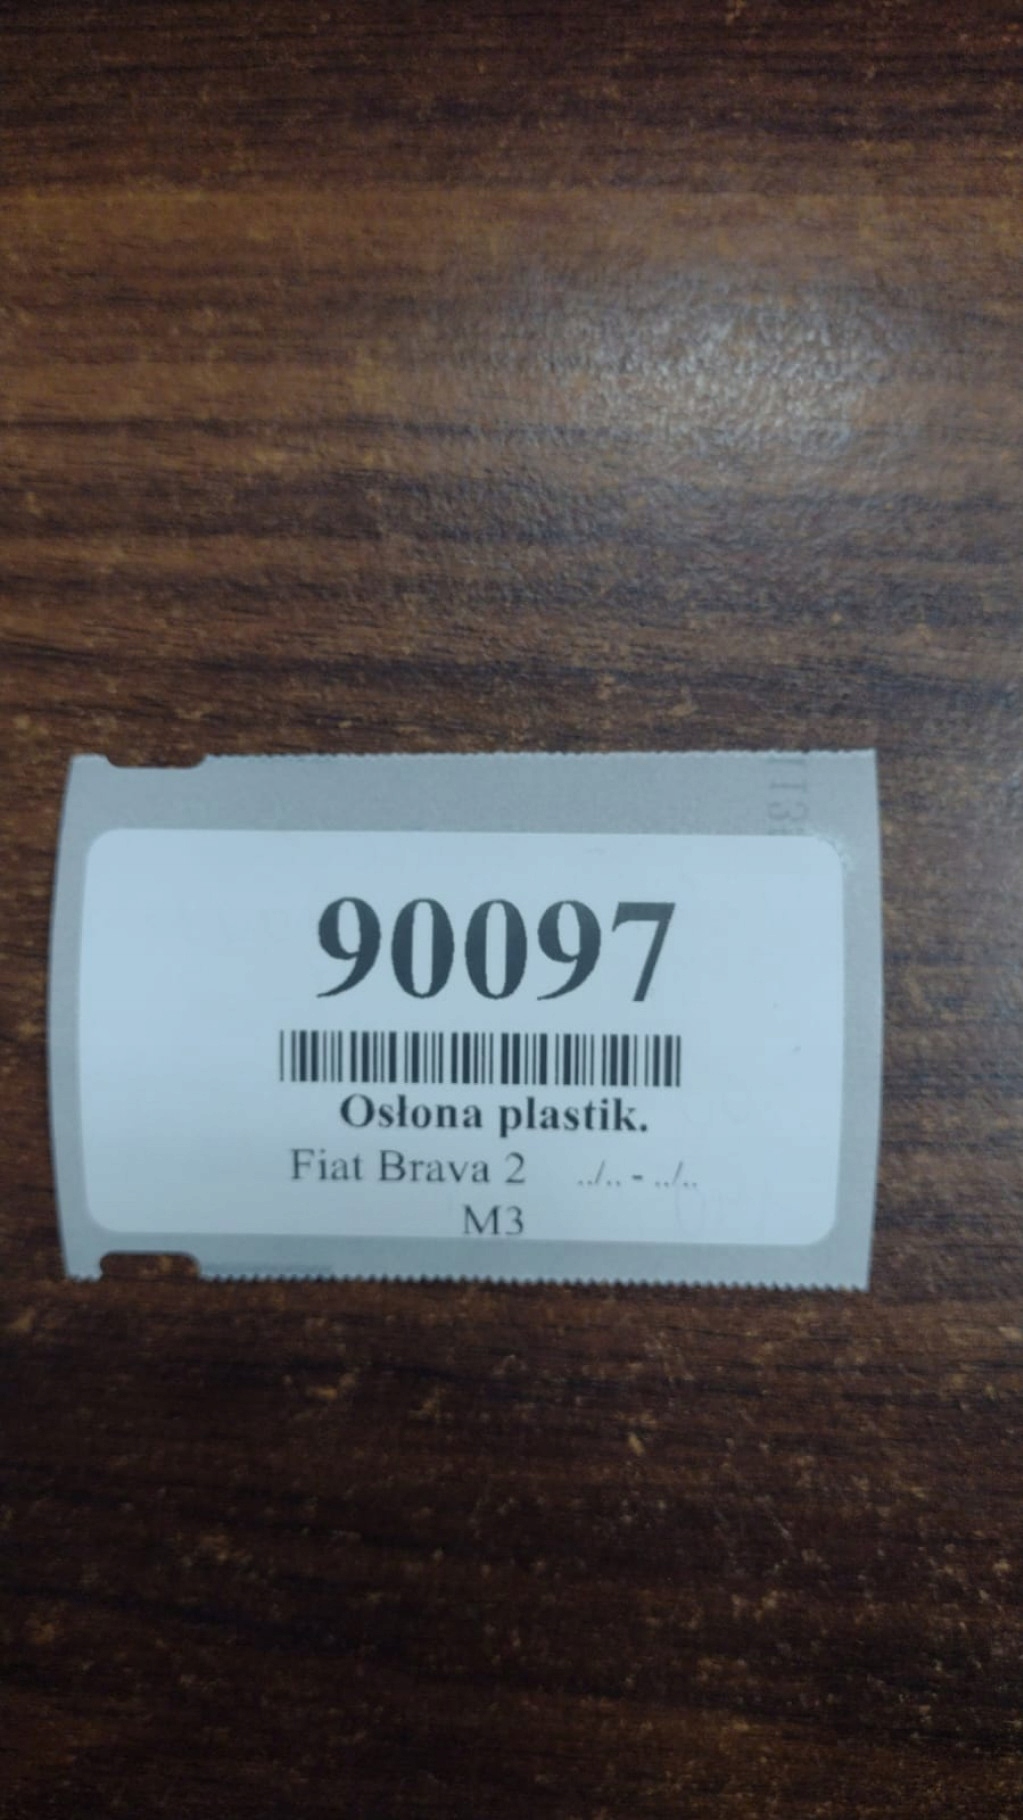 90097
Osłona plastik.
Fiat Brava 2 ../.. - ../..
M3